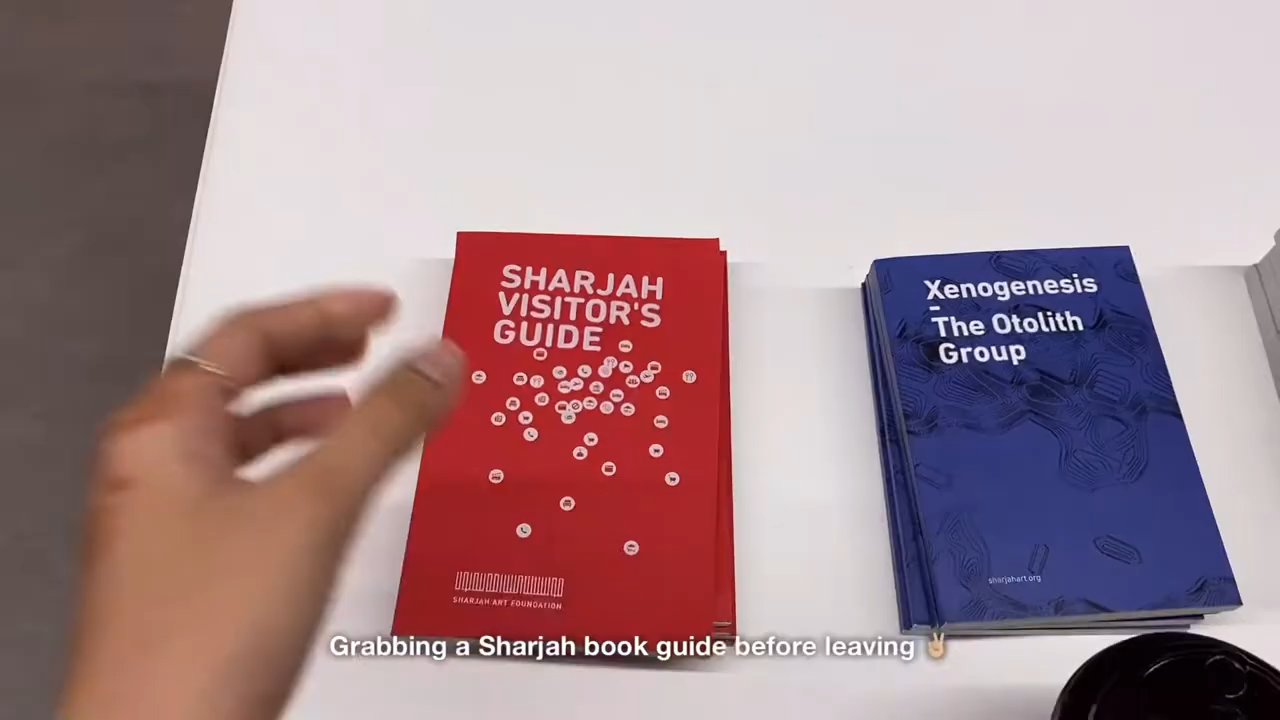 SHARJAH
VISITOR'S
GUIDE
SHARJAH ART FOUNDATION
Xenogenesis
-
The Otolith
Group
sharjahart.org
Grabbing a Sharjah book guide before leaving ✌🏼